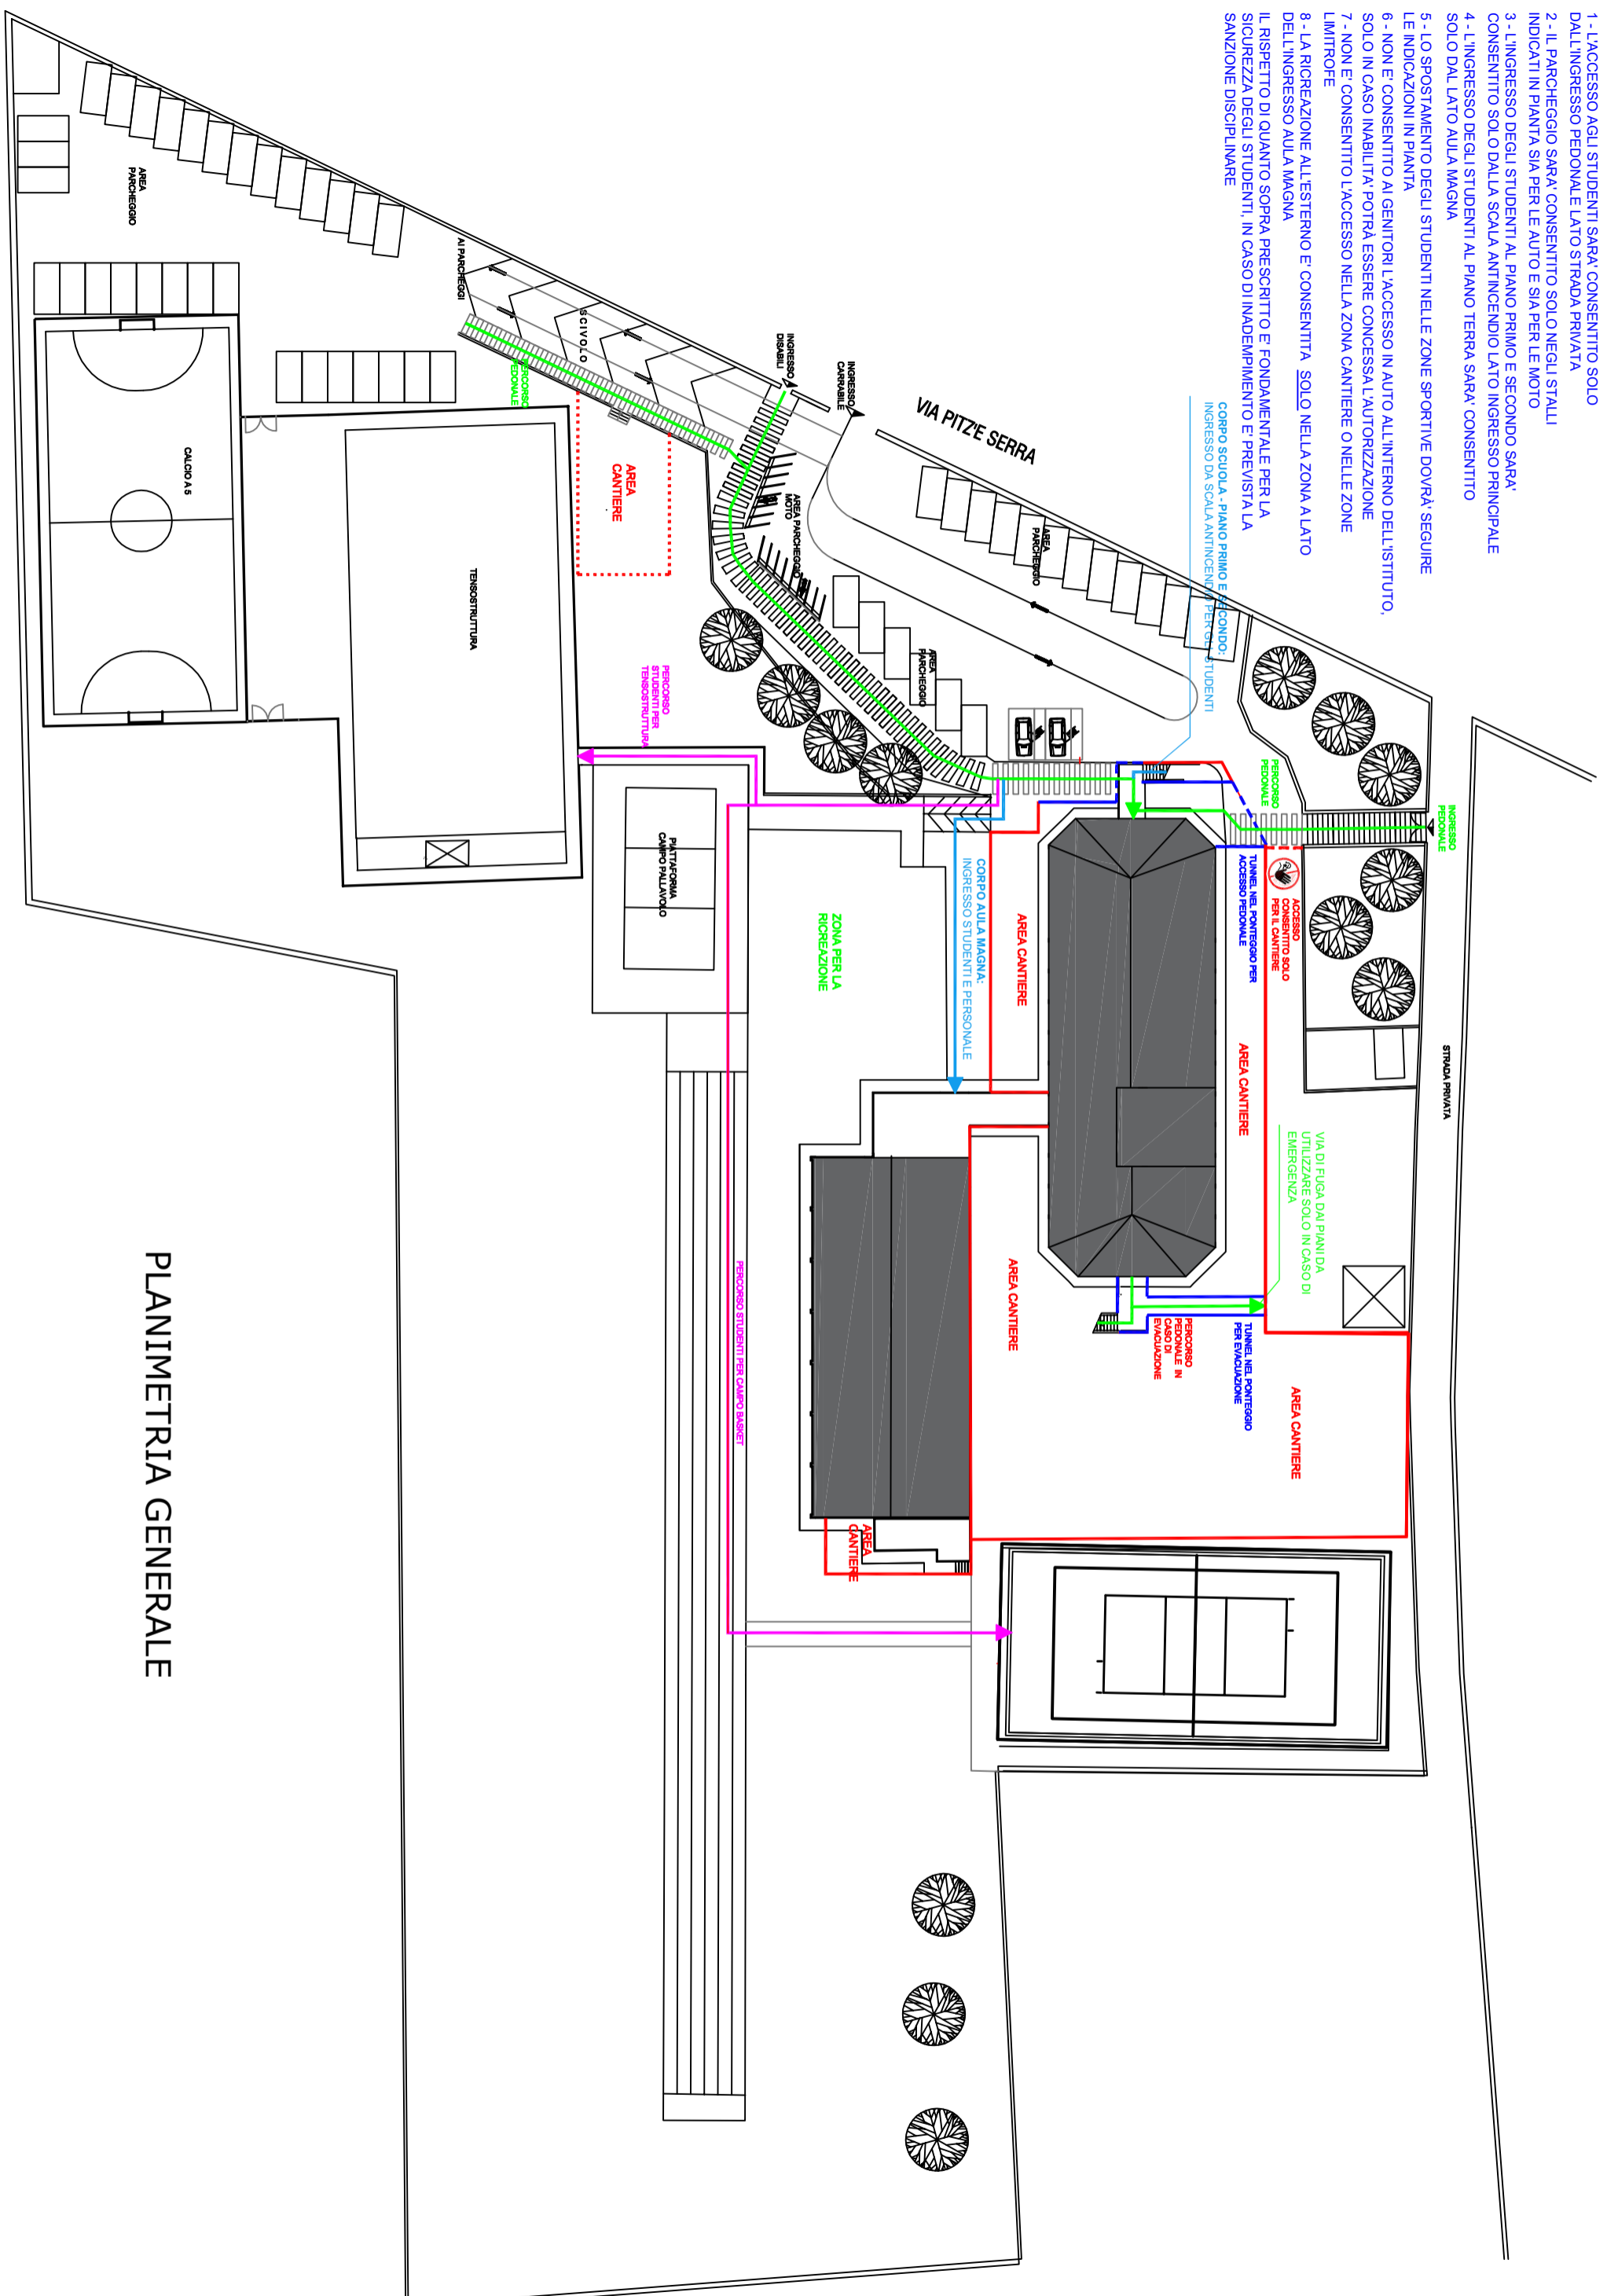 1 - L'ACCESSO AGLI STUDENTI SARA' CONSENTITO SOLO
DALL'INGRESSO PEDONALE LATO STRADA PRIVATA
2 - IL PARCHEGGIO SARA' CONSENTITO SOLO NEGLI STALLI
INDICATI IN PIANTA SIA PER LE AUTO E SIA PER LE MOTO
3 - L'INGRESSO DEGLI STUDENTI AL PIANO PRIMO E SECONDO SARA'
CONSENTITO SOLO DALLA SCALA ANTINCENDIO LATO INGRESSO PRINCIPALE
4 - L'INGRESSO DEGLI STUDENTI AL PIANO TERRA SARA' CONSENTITO
SOLO DAL LATO AULA MAGNA
5 - LO SPOSTAMENTO DEGLI STUDENTI NELLE ZONE SPORTIVE DOVRA' SEGUIRE
LE INDICAZIONI IN PIANTA
6 - NON E' CONSENTITO AI GENITORI L'ACCESSO IN AUTO ALL'INTERNO DELL'ISTITUTO,
SOLO IN CASO INABILITA' POTRÀ ESSERE CONCESSA L'AUTORIZZAZIONE
7 - NON E' CONSENTITO L'ACCESSO NELLA ZONA CANTIERE O NELLE ZONE
LIMITROFE
8 - LA RICREAZIONE ALL'ESTERNO E' CONSENTITA SOLO NELLA ZONA A LATO
DELL'INGRESSO AULA MAGNA
IL RISPETTO DI QUANTO SOPRA PRESCRITTO E' FONDAMENTALE PER LA
SICUREZZA DEGLI STUDENTI, IN CASO DI INADEMPIMENTO E' PREVISTA LA
SANZIONE DISCIPLINARE
INGRESSO
PEDONALE
STRADA PRIVATA
PERCORSO
PEDONALE
ACCESSO
CONSENTITO SOLO
PER IL CANTIERE
TUNNEL NEL PONTEGGIO PER
ACCESSO PEDONALE
CORPO SCUOLA - PIANO PRIMO E SECONDO:
INGRESSO DA SCALA ANTINCENDIO PER GLI STUDENTI
VIA DI FUGA DAI PIANI DA
UTILIZZARE SOLO IN CASO DI
EMERGENZA
AREA CANTIERE
AREA CANTIERE
TUNNEL NEL PONTEGGIO
PER EVACUAZIONE
PERCORSO
PEDONALE IN
CASO DI
EVACUAZIONE
VIA PITZ'E SERRA
AREA
PARCHEGGIO
AREA
PARCHEGGIO
AREA CANTIERE
AREA CANTIERE
CORPO AULA MAGNA:
INGRESSO STUDENTI E PERSONALE
INGRESSO
CARRABILE
INGRESSO
DISABILI
AREA PARCHEGGIO
MOTO
AREA
CANTIERE
ZONA PER LA
RICREAZIONE
PERCORSO STUDENTI PER CAMPO BASKET
PERCORSO
STUDENTI PER
TENSOSTRUTTURA
PIATTAFORMA
CAMPO PALLAVOLO
AREA
CANTIERE
SCIVOLO
PERCORSO
PEDONALE
AI PARCHEGGI
TENSOSTRUTTURA
CALCIO A 5
AREA
PARCHEGGIO
PLANIMETRIA GENERALE